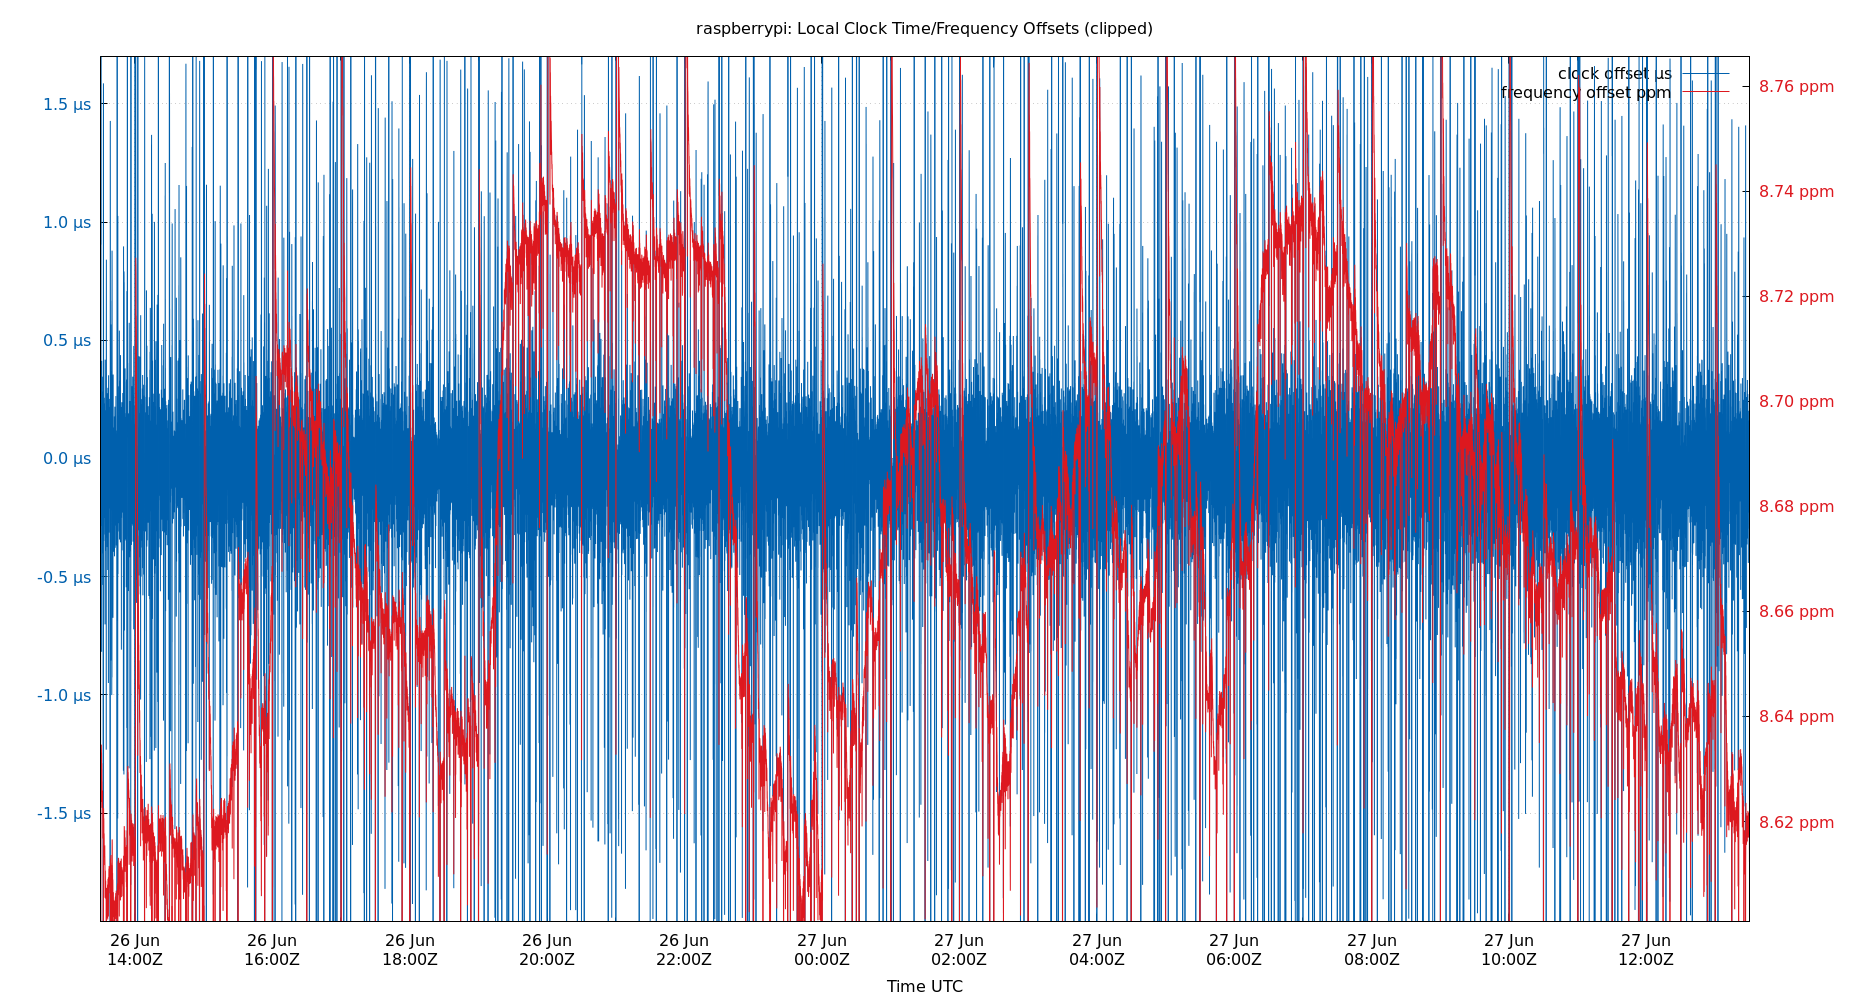 raspberrypi: Local Clock Time/Frequency Offsets (clipped)
clock offset µs
frequency offset ppm
1.5 µs
1.0 µs
0.5 µs
0.0 µs
-0.5 µs
-1.0 µs
-1.5 µs
8.76 ppm
8.74 ppm
8.72 ppm
8.70 ppm
8.68 ppm
8.66 ppm
8.64 ppm
8.62 ppm
26 Jun 26 Jun 26 Jun 26 Jun 26 Jun 27 Jun 27 Jun 27 Jun 27 Jun 27 Jun 27 Jun 27 Jun
14:00Z 16:00Z 18:00Z 20:00Z 22:00Z 00:00Z 02:00Z 04:00Z 06:00Z 08:00Z 10:00Z 12:00Z
Time UTC